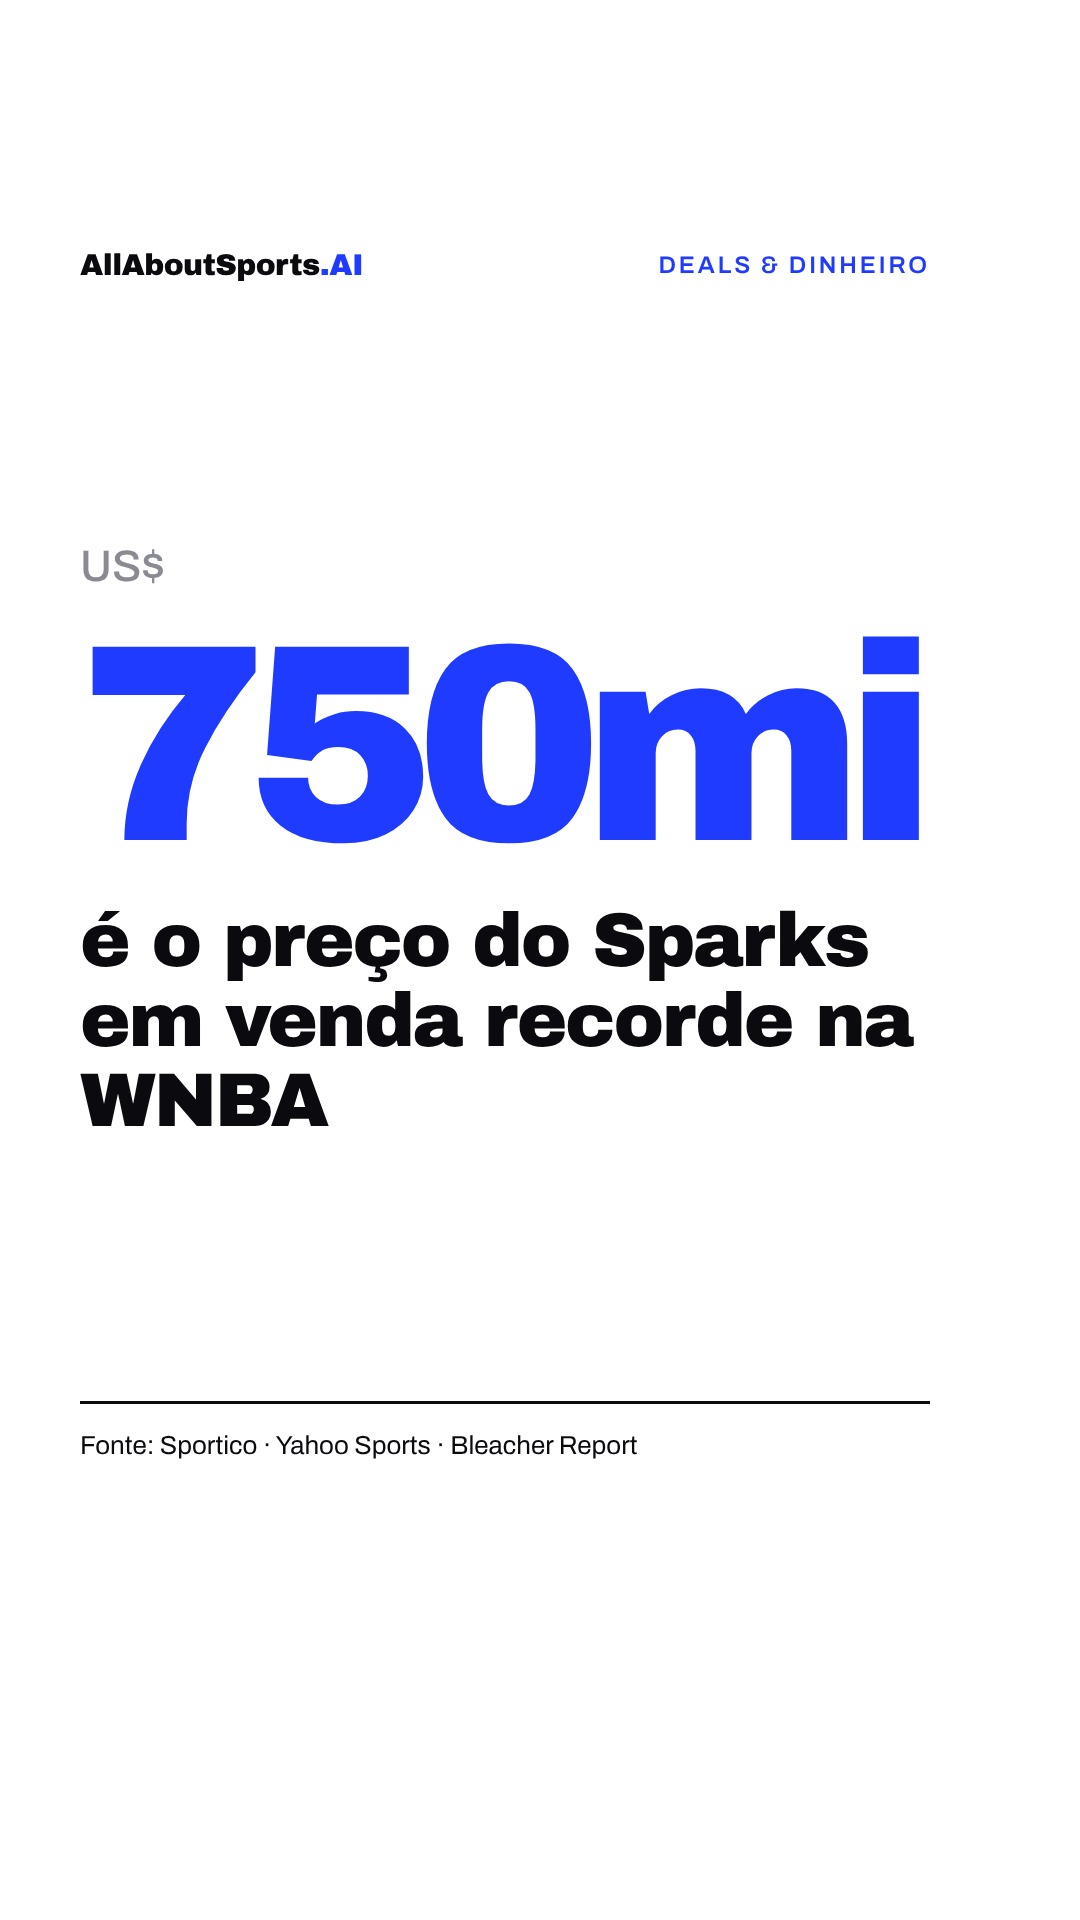 AllAboutSports.AI
DEALS & DINHEIRO
US$
750mi
é o preço do Sparks
em venda recorde na
WNBA
Fonte: Sportico · Yahoo Sports · Bleacher Report